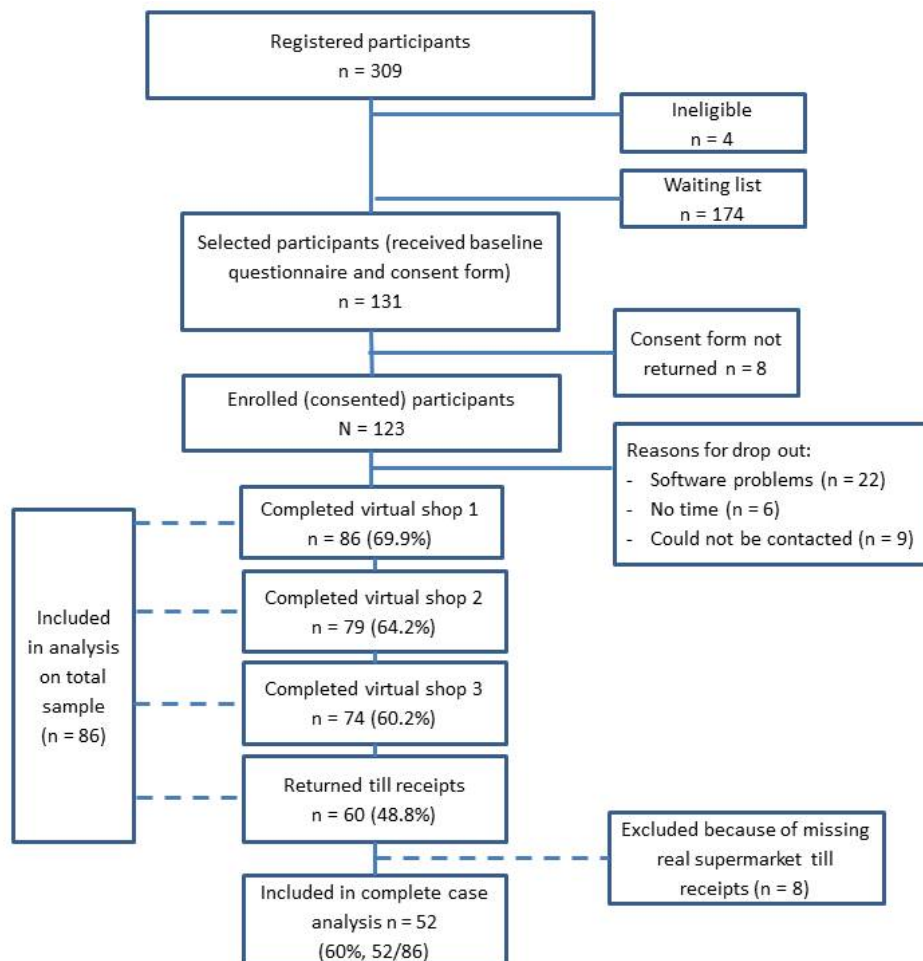 Registered participants
n = 309
Ineligible
n = 4
Waiting list
n = 174
Selected participants (received baseline
questionnaire and consent form)
n = 131
Consent form not
returned n = 8
Enrolled (consented) participants
N = 123
Reasons for drop out:
- Software problems (n = 22)
- No time (n = 6)
- Could not be contacted (n = 9)
Completed virtual shop 1
n = 86 (69.9%)
Completed virtual shop 2
n = 79 (64.2%)
Included
in analysis
on total
sample
(n = 86)
Completed virtual shop 3
n = 74 (60.2%)
Returned till receipts
n = 60 (48.8%)
Excluded because of missing
real supermarket till
receipts (n = 8)
Included in complete case
analysis n = 52
(60%, 52/86)